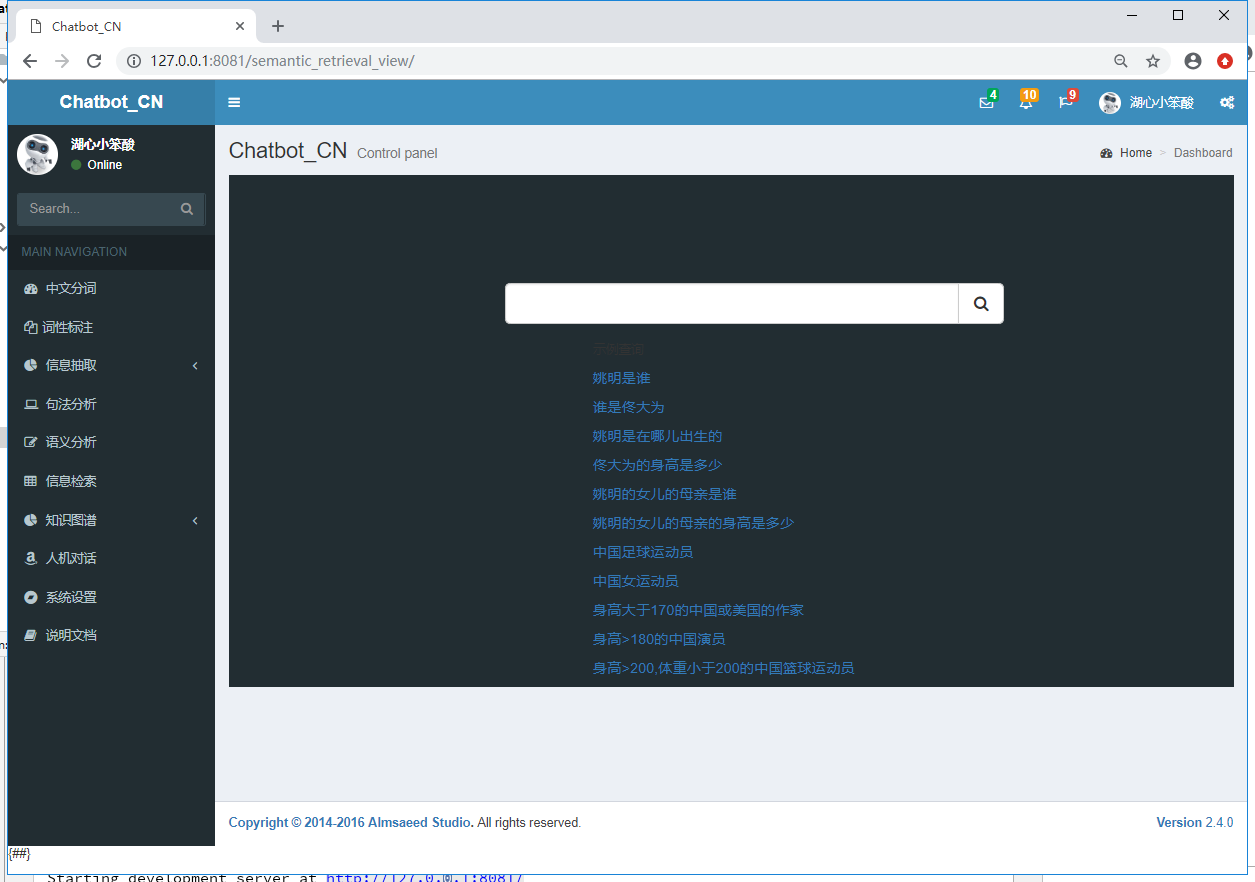 Chatbot_CN
127.0.0.1:8081/semantic_retrieval_view/
Chatbot_CN
4
10
9
湖心小笨酸
湖心小笨酸
Online
Search...
MAIN NAVIGATION
中文分词
词性标注
信息抽取
句法分析
语义分析
信息检索
知识图谱
人机对话
系统设置
说明文档
Chatbot_CN Control panel
Home > Dashboard
示例查询
姚明是谁
谁是佟大为
姚明是在哪儿出生的
佟大为的身高是多少
姚明的女儿的母亲是谁
姚明的女儿的母亲的身高是多少
中国足球运动员
中国女运动员
身高大于170的中国或美国的作家
身高>180的中国演员
身高>200,体重小于200的中国篮球运动员
Copyright © 2014-2016 Almsaeed Studio. All rights reserved.
Version 2.4.0
{##}
Starting development server at http://127.0.0.1:8081/